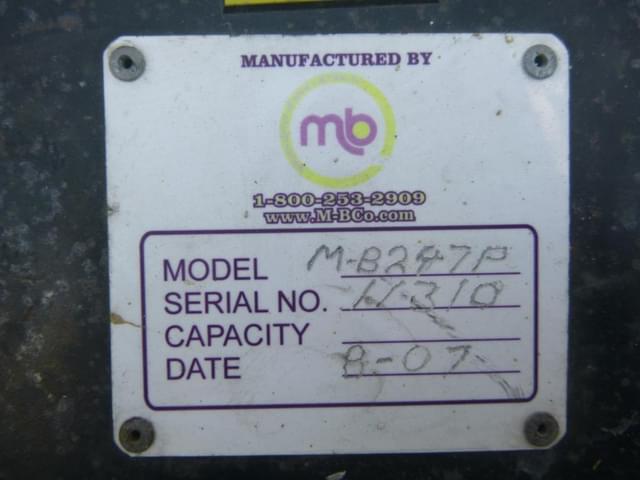 MANUFACTURED BY
mb
1-800-253-2909
www.M-BCo.com
MODEL M-B247P
SERIAL NO. 11310
CAPACITY
DATE 8-07